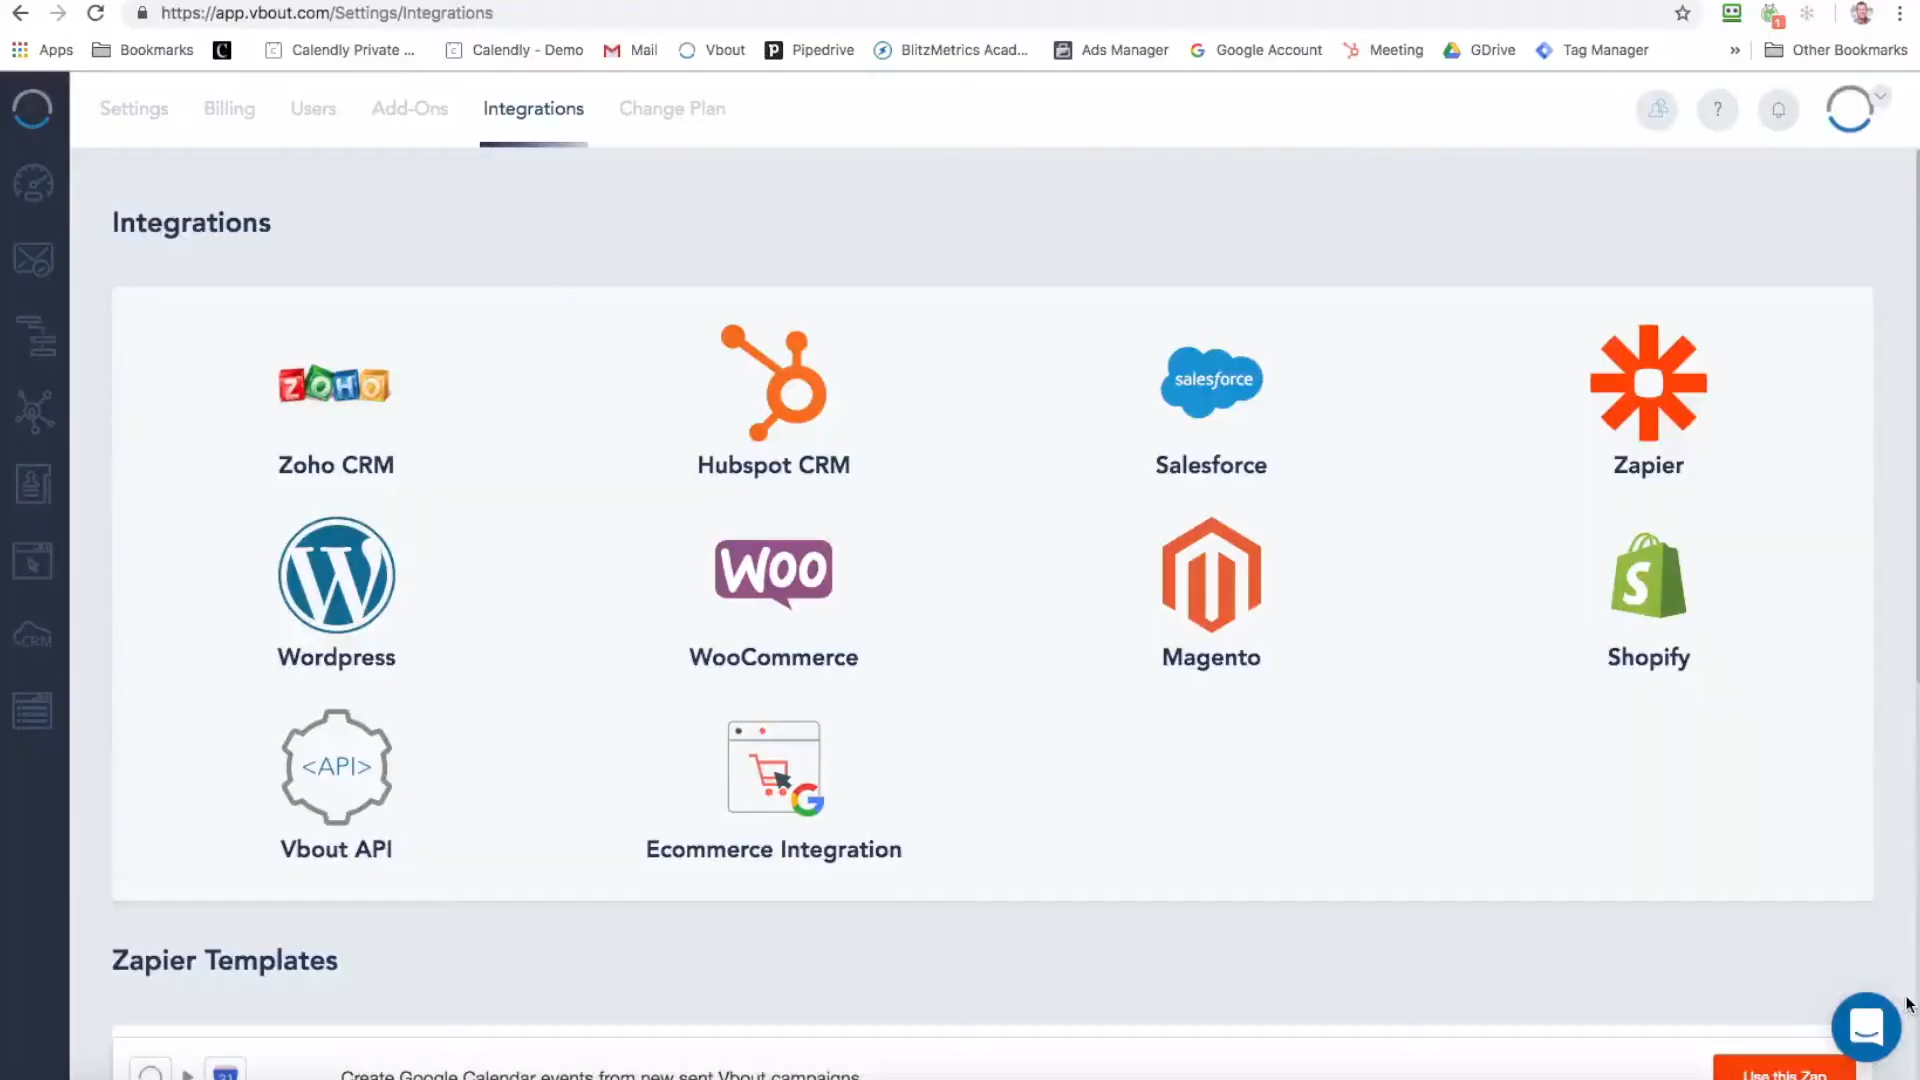 https://app.vbout.com/Settings/Integrations
1
Apps Bookmarks C Calendly Private ... Calendly - Demo Mail Vbout Pipedrive BlitzMetrics Acad... Ads Manager Google Account Meeting GDrive Tag Manager » Other Bookmarks
Settings Billing Users Add-Ons Integrations Change Plan ?
Integrations
ZOHO salesforce
Zoho CRM Hubspot CRM Salesforce Zapier
W WOO S
Wordpress WooCommerce Magento Shopify
CRM
<API>
Vbout API Ecommerce Integration
Zapier Templates
31 Create Google Calendar events from new sent Vbout campaigns Use this Zap